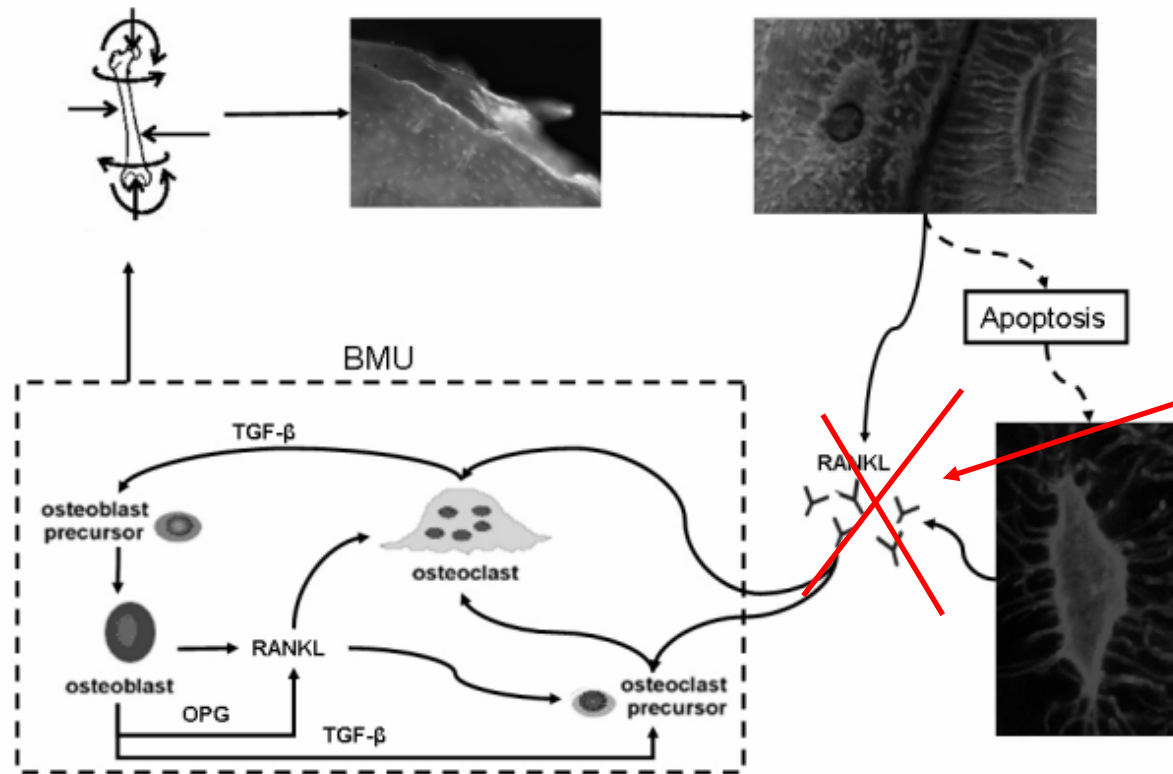 Apoptosis
BMU
TGF-β
RANKL
osteoblast
precursor
osteoclast
RANKL
osteoblast
osteoclast
precursor
OPG
TGF-β